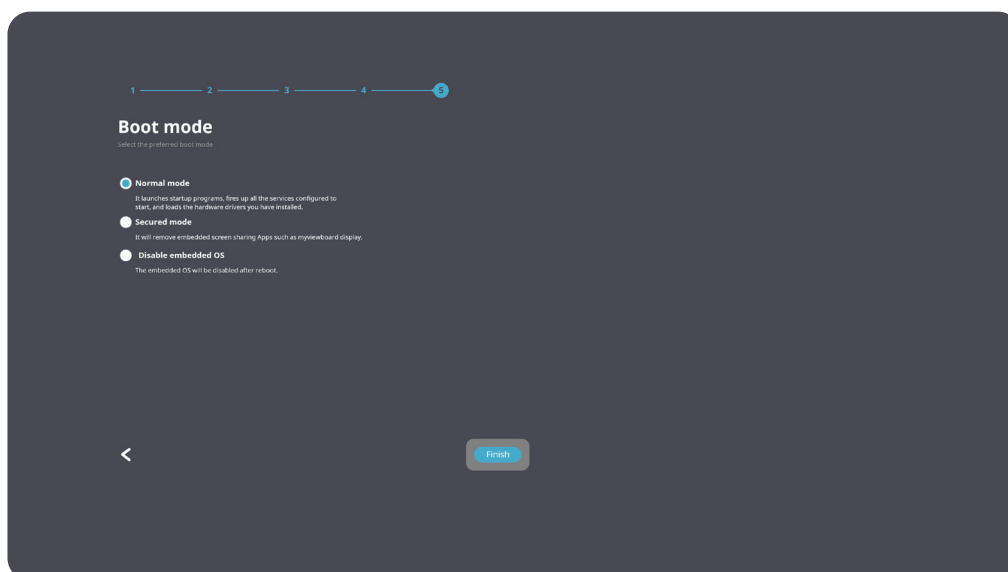 1 2 3 4 5
Boot mode
Select the preferred boot mode
Normal mode
It launches startup programs, fires up all the services configured to
start, and loads the hardware drivers you have installed.
Secured mode
It will remove embedded screen sharing Apps such as myviewboard display.
Disable embedded OS
The embedded OS will be disabled after reboot.
Finish